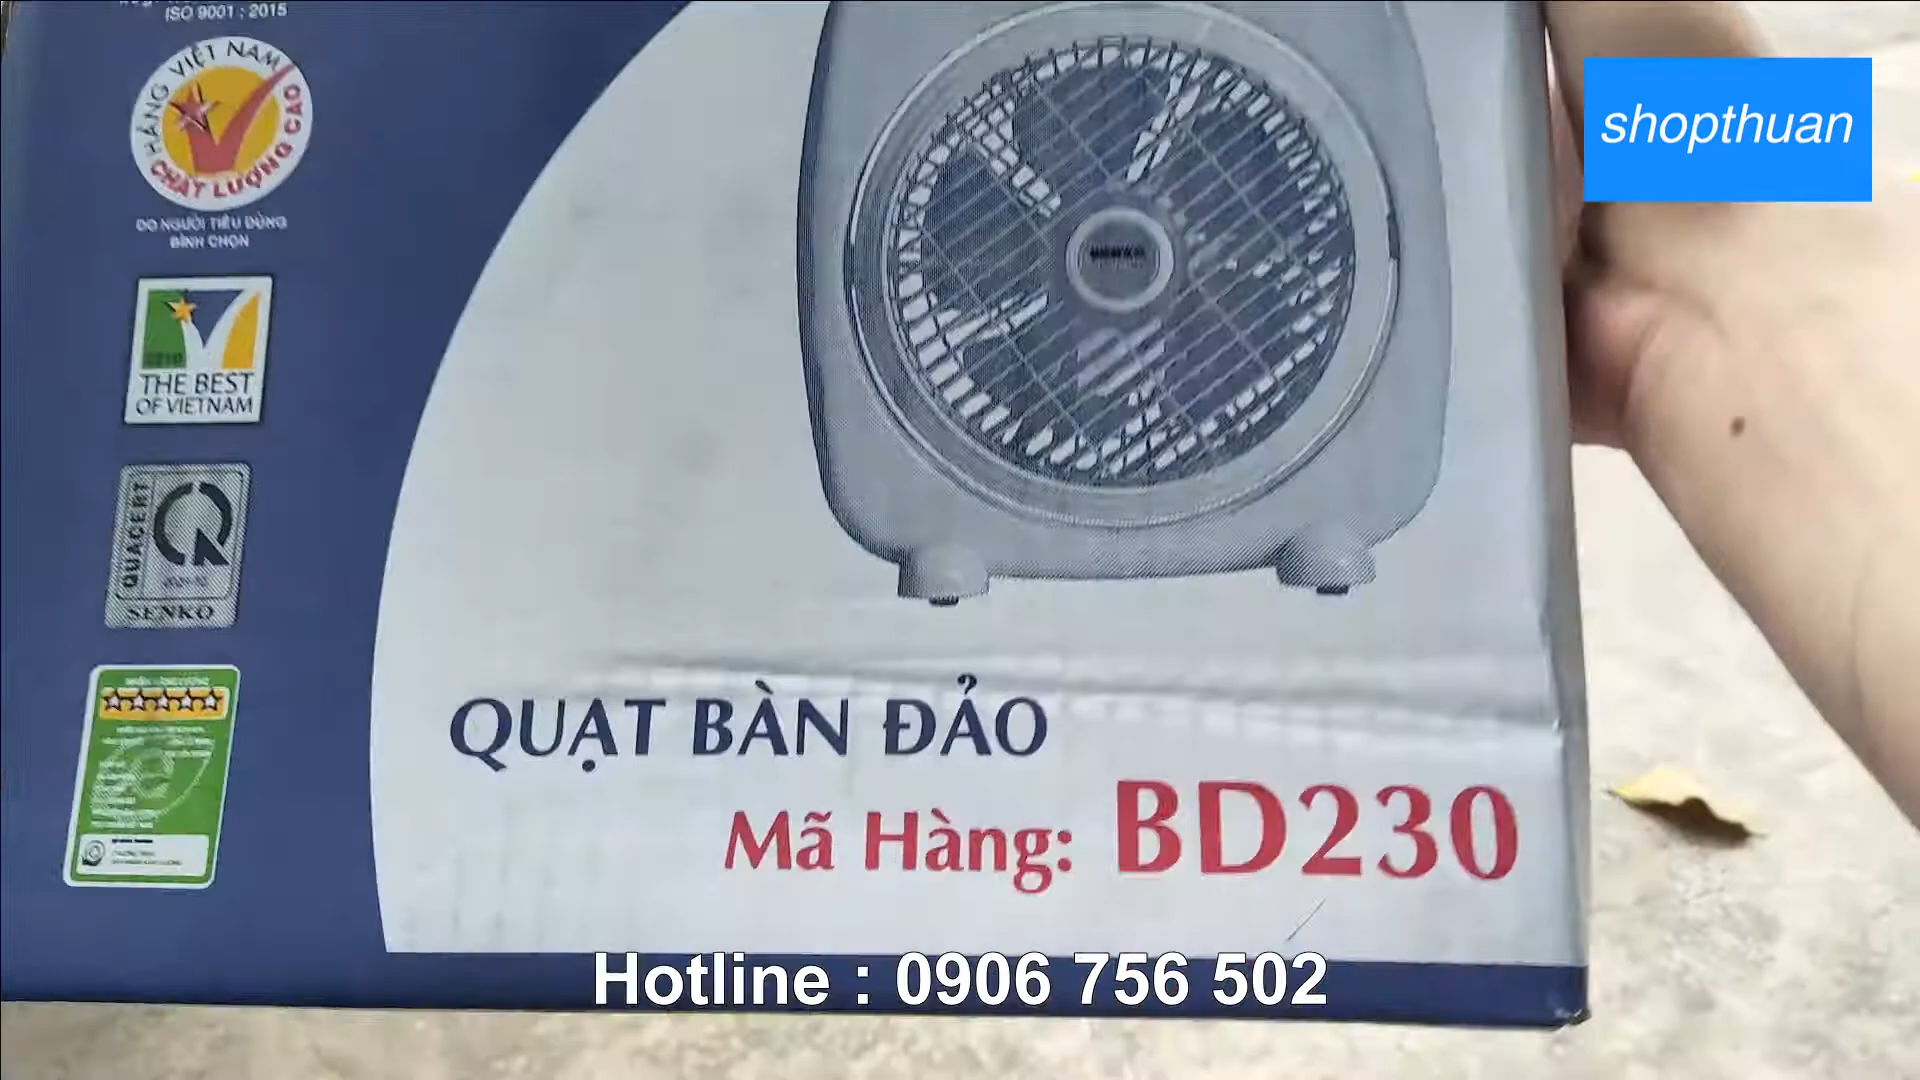 ISO 9001 : 2015
HÀNG VIỆT NAM
CHẤT LƯỢNG CAO
DO NGƯỜI TIÊU DÙNG
BÌNH CHỌN
THE BEST
OF VIETNAM
QUACERT
SENKO
shopthuan
QUẠT BÀN ĐẢO
Mã Hàng: BD230
Hotline : 0906 756 502